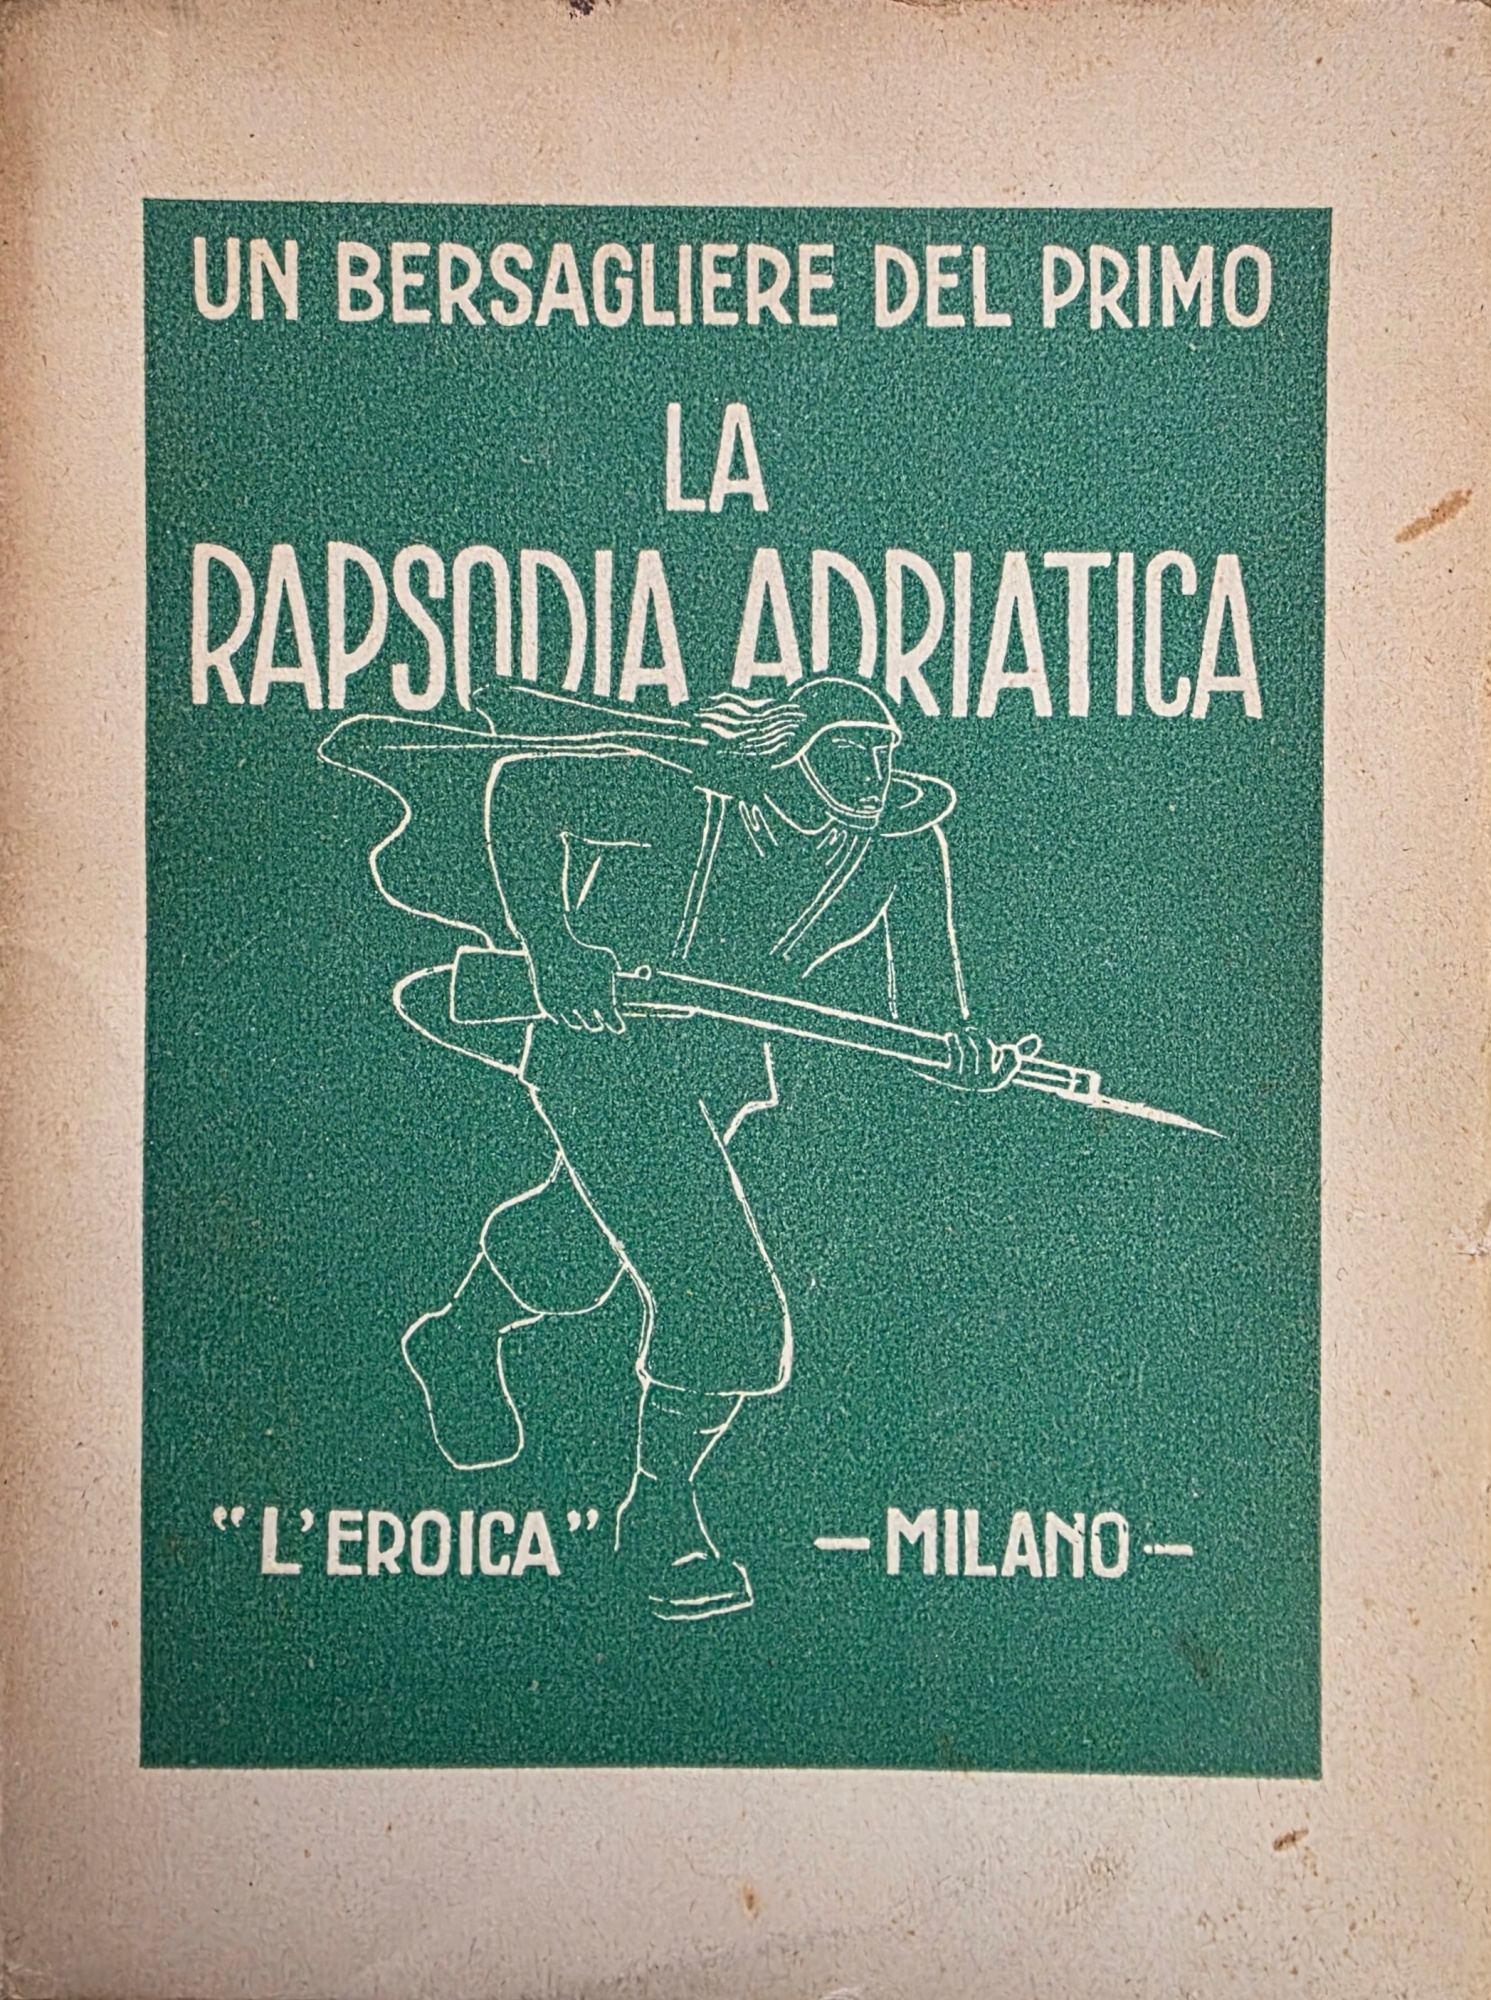 UN BERSAGLIERE DEL PRIMO
LA
RAPSODIA ADRIATICA
“L'EROICA” – MILANO –